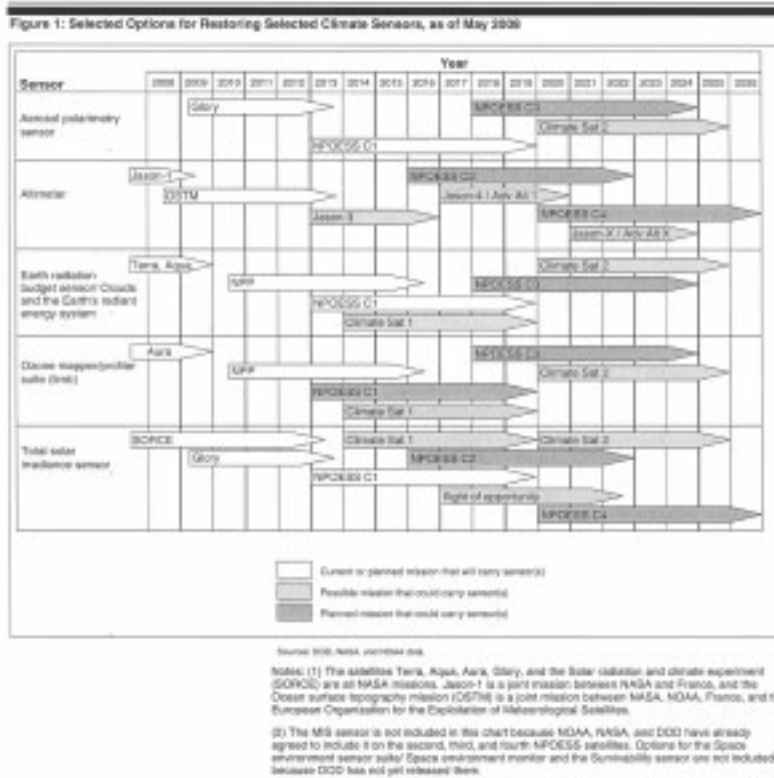 Figure 1: Selected Options for Restoring Selected Climate Sensors, as of May 2008
Year
Sensor 2008 2009 2010 2011 2012 2013 2014 2015 2016 2017 2018 2019 2020 2021 2022 2023 2024 2025 2026
Aerosol polarimetry
sensor
Glory
NPOESS C3
Climate Sat 2
NPOESS C1
Altimeter
Jason-1
NPOESS C2
OSTM
Jason-X / Adv Alt 1
Jason-3
NPOESS C4
Jason-X / Adv Alt X
Earth radiation
budget sensor/ Clouds
and the Earth's radiant
energy system
Terra, Aqua
Climate Sat 2
NPP
NPOESS C3
NPOESS C1
Climate Sat 1
Ozone mapper/profiler
suite (limb)
Aura
NPOESS C3
NPP
Climate Sat 2
NPOESS C1
Climate Sat 1
Total solar
irradiance sensor
SORCE
Climate Sat 1
Climate Sat 2
Glory
NPOESS C2
NPOESS C1
flight of opportunity
NPOESS C4
Current or planned mission that will carry sensor(s)
Possible mission that could carry sensor(s)
Planned mission that could carry sensor(s)
Sources: DOD, NASA, and NOAA data.
Notes: (1) The satellites Terra, Aqua, Aura, Glory, and the Solar radiation and climate experiment
(SORCE) are all NASA missions. Jason-1 is a joint mission between NASA and France, and the
Ocean surface topography mission (OSTM) is a joint mission between NASA, NOAA, France, and
European Organization for the Exploitation of Meteorological Satellites.
(2) The MIS sensor is not included in this chart because NOAA, NASA, and DOD have already
agreed to include it on the second, third, and fourth NPOESS satellites. Options for the Space
environment sensor suite/ Space environment monitor and the Survivability sensor are not included
because DOD has not yet released them.